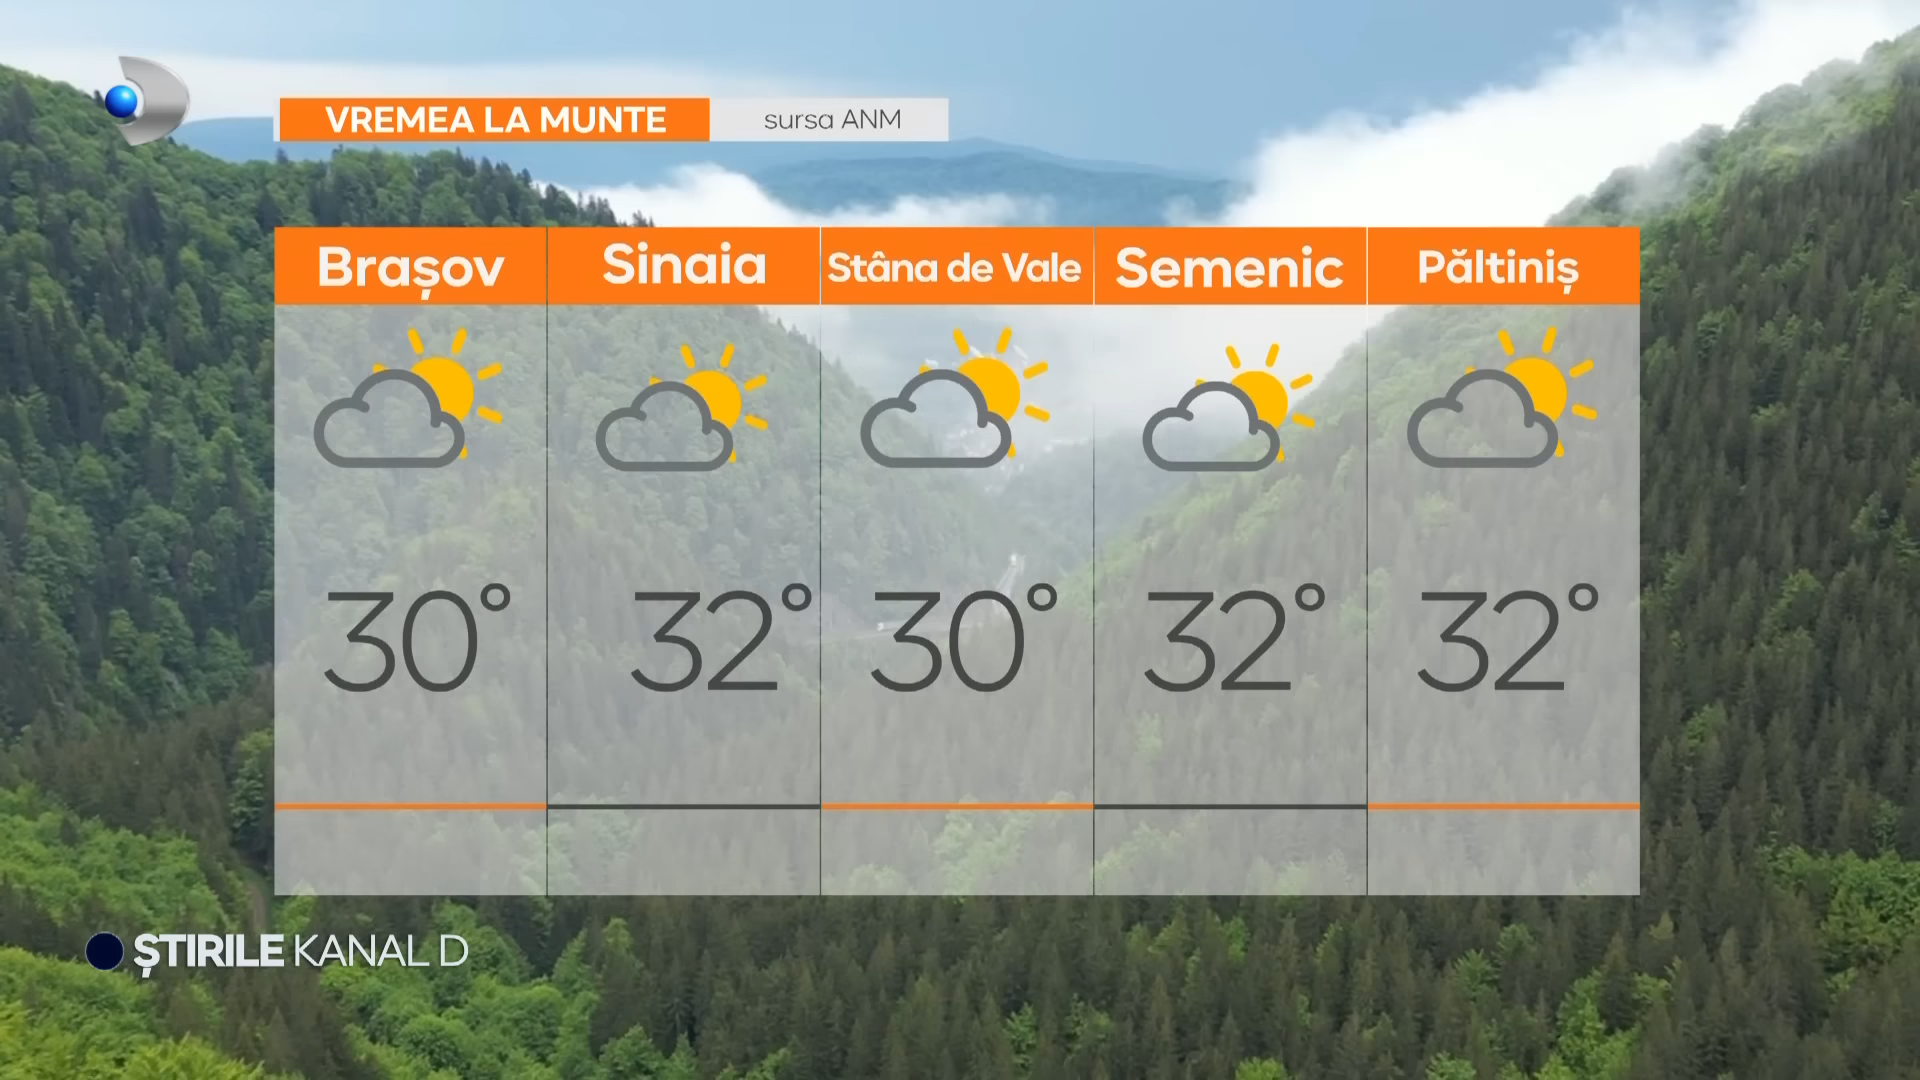 VREMEA LA MUNTE
sursa ANM
Brașov
Sinaia
Stâna de Vale
Semenic
Păltiniș
30°
32°
30°
32°
32°
ȘTIRILE KANAL D